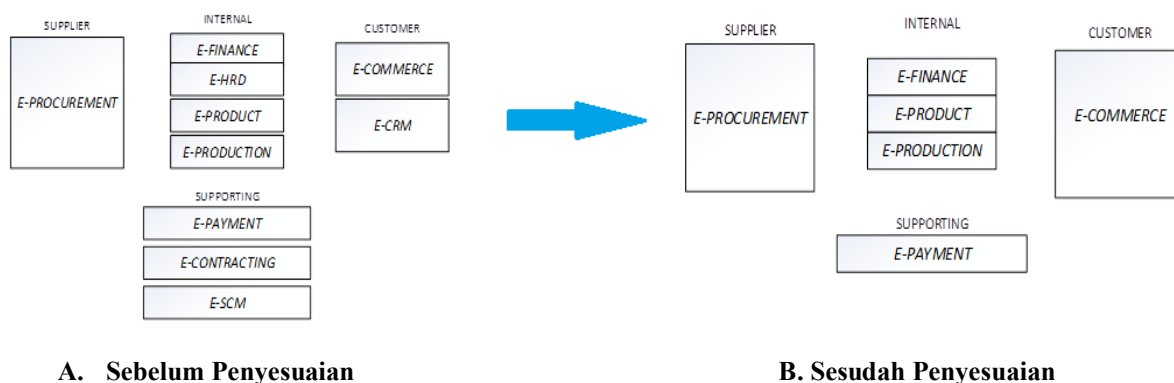 SUPPLIER
E-PROCUREMENT
INTERNAL
E-FINANCE
E-HRD
E-PRODUCT
E-PRODUCTION
CUSTOMER
E-COMMERCE
E-CRM
SUPPORTING
E-PAYMENT
E-CONTRACTING
E-SCM
A. Sebelum Penyesuaian
SUPPLIER
E-PROCUREMENT
INTERNAL
E-FINANCE
E-PRODUCT
E-PRODUCTION
CUSTOMER
E-COMMERCE
SUPPORTING
E-PAYMENT
B. Sesudah Penyesuaian